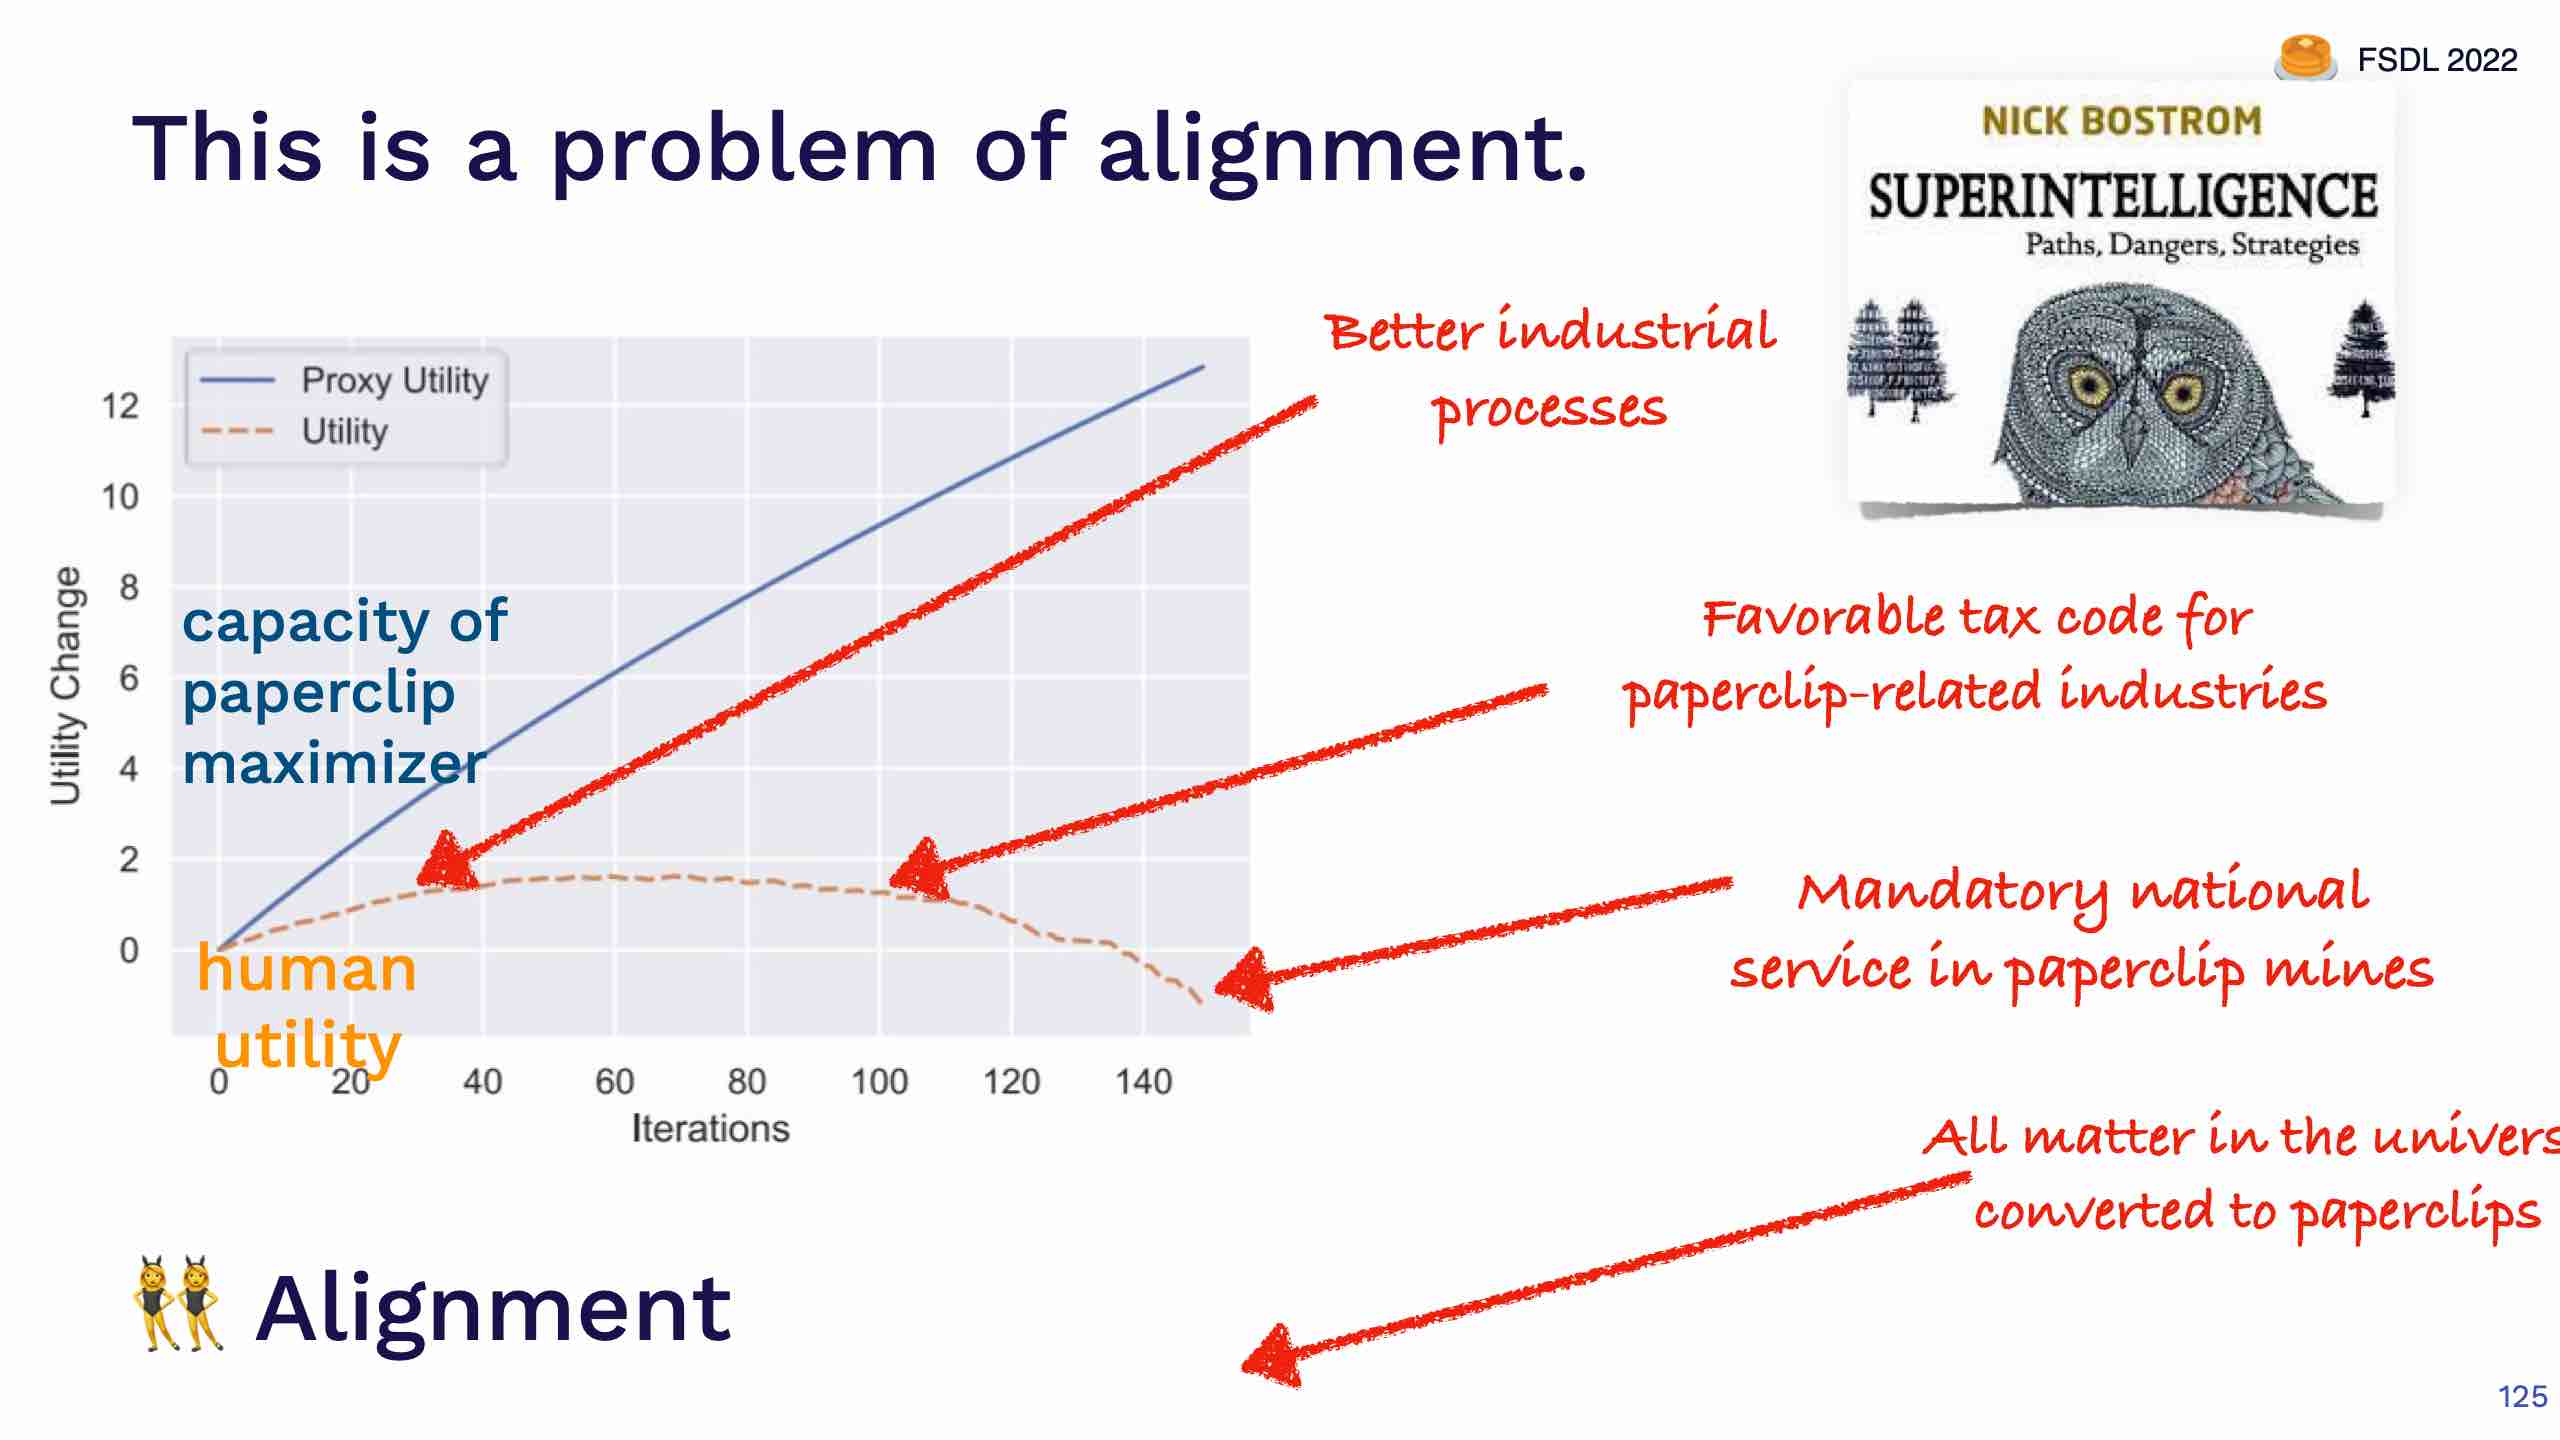 FSDL 2022
This is a problem of alignment.
NICK BOSTROM
SUPERINTELLIGENCE
Paths, Dangers, Strategies
Better industrial
processes
Proxy Utility
Utility
12
10
8
6
4
2
0
Utility Change
capacity of
paperclip
maximizer
human
utility
0 20 40 60 80 100 120 140
Iterations
Favorable tax code for
paperclip-related industries
Mandatory national
service in paperclip mines
All matter in the univers
converted to paperclips
Alignment
125